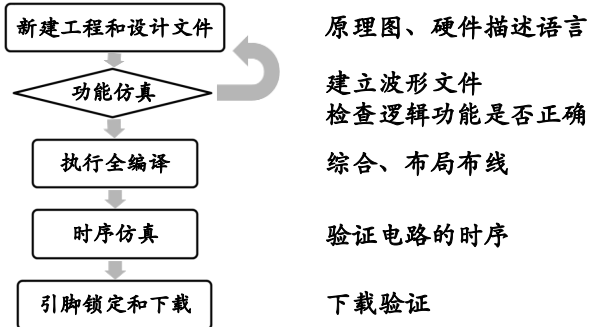 新建工程和设计文件
原理图、硬件描述语言
功能仿真
建立波形文件
检查逻辑功能是否正确
执行全编译
综合、布局布线
时序仿真
验证电路的时序
引脚锁定和下载
下载验证